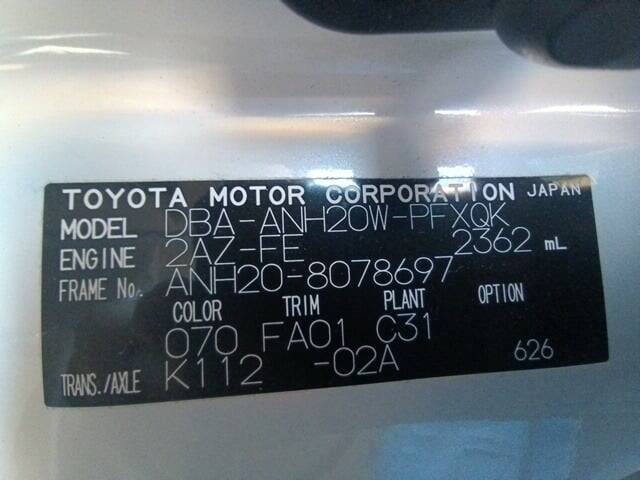 TOYOTA MOTOR CORPORATION JAPAN
MODEL DBA-ANH20W-PFXQK
ENGINE 2AZ-FE 2362 mL
FRAME No. ANH20-8078697
COLOR TRIM PLANT OPTION
070 FA01 C31
TRANS./AXLE K112 -02A 626